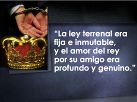 “La ley terrenal era
fija e inmutable,
y el amor del rey
por su amigo era
profundo y genuino.”